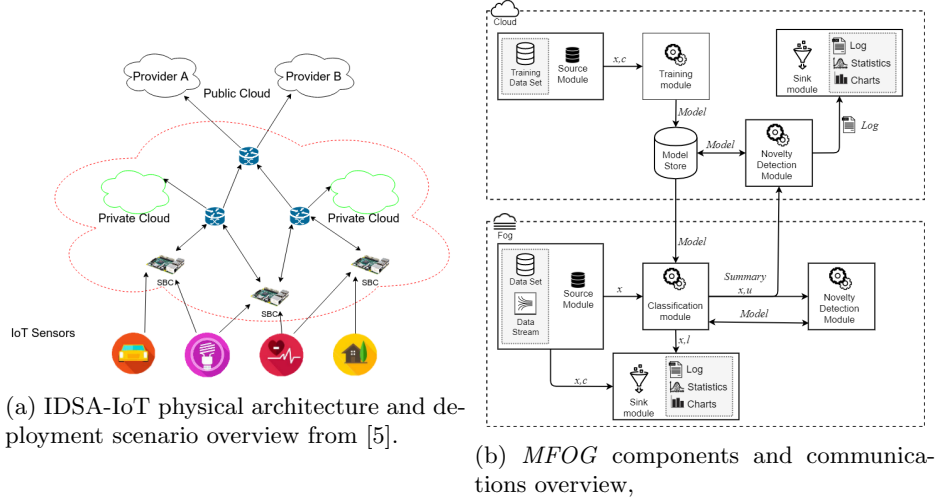 Provider A
Provider B
Public Cloud
Private Cloud
Private Cloud
SBC
SBC
SBC
IoT Sensors
(a) IDSA-IoT physical architecture and de-
ployment scenario overview from [5].
Cloud
Training
Data Set
Source
Module
x,c
Training
module
Model
Model
Store
Model
Novelty
Detection
Module
Log
Sink
module
Log
Statistics
Charts
Model
Fog
Data Set
Data
Stream
Source
Module
x
Classification
module
Summary
x,u
Model
Novelty
Detection
Module
x,l
x,c
Sink
module
Log
Statistics
Charts
(b) MFOG components and communica-
tions overview,